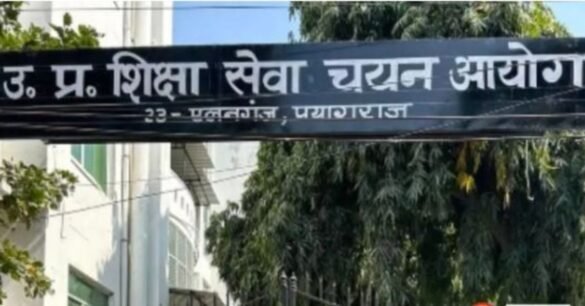 उ. प्र. शिक्षा सेवा चयन आयोग
23- एलनगंज, प्रयागराज